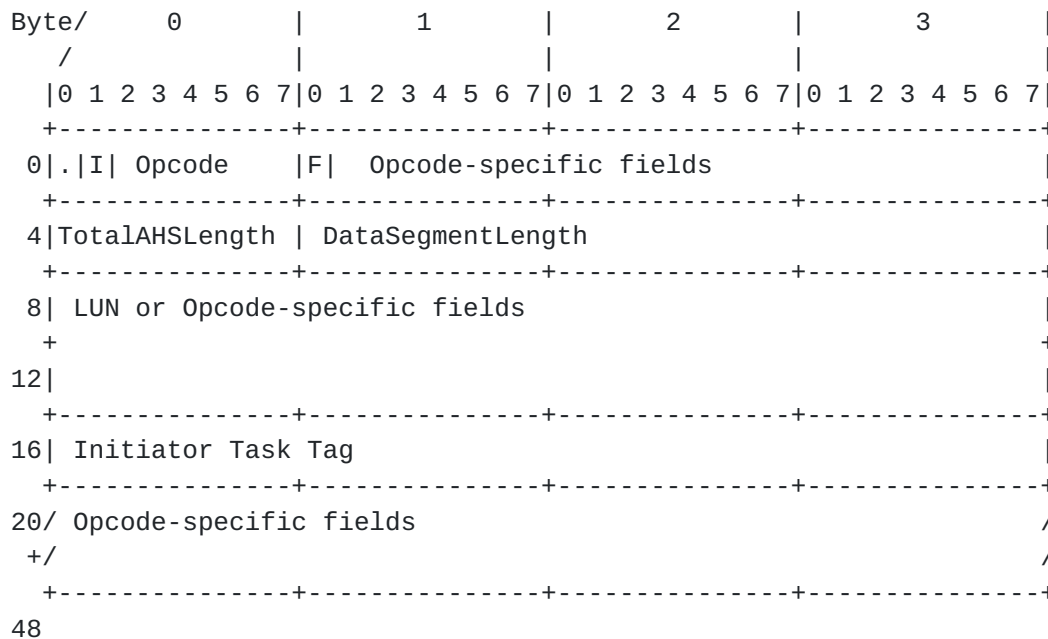 Byte/     0       |       1       |       2       |       3       |
   /              |               |               |               |
  |0 1 2 3 4 5 6 7|0 1 2 3 4 5 6 7|0 1 2 3 4 5 6 7|0 1 2 3 4 5 6 7|
  +---------------+---------------+---------------+---------------+
 0|.|I| Opcode    |F|  Opcode-specific fields                     |
  +---------------+---------------+---------------+---------------+
 4|TotalAHSLength | DataSegmentLength                             |
  +---------------+---------------+---------------+---------------+
 8| LUN or Opcode-specific fields                                 |
  +                                                               +
12|                                                               |
  +---------------+---------------+---------------+---------------+
16| Initiator Task Tag                                            |
  +---------------+---------------+---------------+---------------+
20/ Opcode-specific fields                                        /
 +/                                                               /
  +---------------+---------------+---------------+---------------+
48